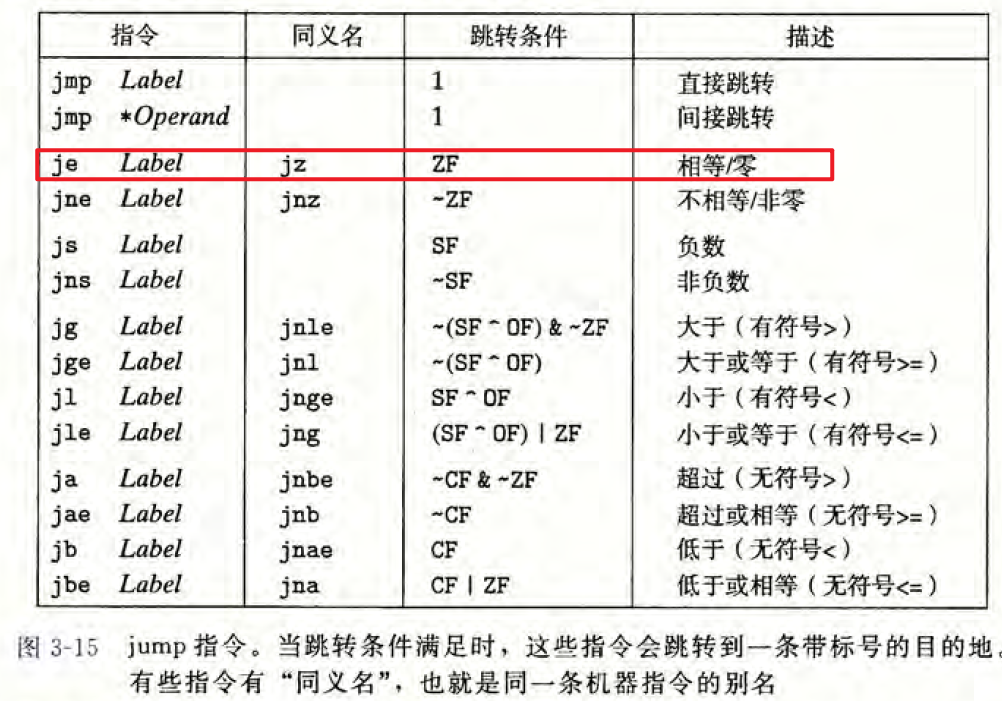 指令 同义名 跳转条件 描述
jmp Label 1 直接跳转
jmp *Operand 1 间接跳转
je Label jz ZF 相等/零
jne Label jnz ~ZF 不相等/非零
js Label SF 负数
jns Label ~SF 非负数
jg Label jnle ~(SF ^ OF) & ~ZF 大于（有符号>）
jge Label jnl ~(SF ^ OF) 大于或等于（有符号>=）
jl Label jnge SF ^ OF 小于（有符号<）
jle Label jng (SF ^ OF) | ZF 小于或等于（有符号<=）
ja Label jnbe ~CF & ~ZF 超过（无符号>）
jae Label jnb ~CF 超过或相等（无符号>=）
jb Label jnae CF 低于（无符号<）
jbe Label jna CF | ZF 低于或相等（无符号<=）
图 3-15 jump 指令。当跳转条件满足时，这些指令会跳转到一条带标号的目的地。
有些指令有“同义名”，也就是同一条机器指令的别名